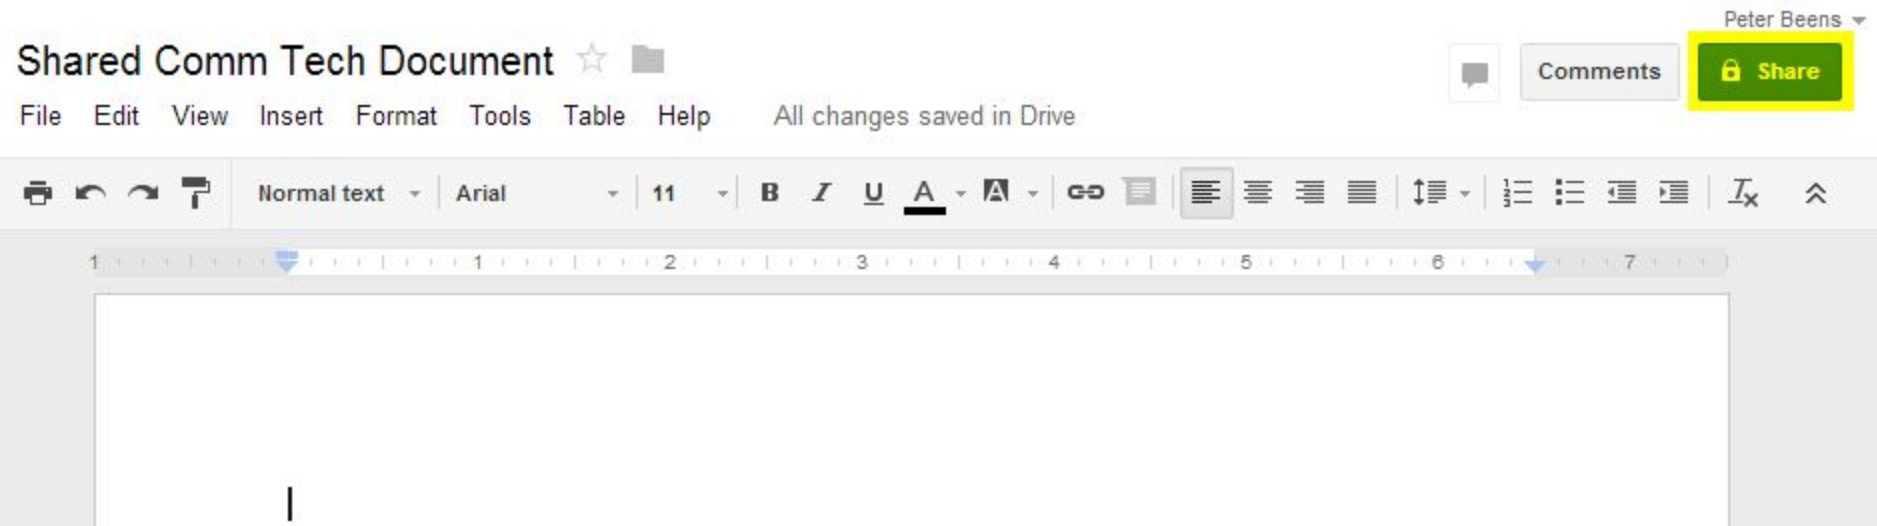 Peter Beens
Shared Comm Tech Document
Comments
Share
File Edit View Insert Format Tools Table Help All changes saved in Drive
Normal text Arial 11 B I U A A
1 1 2 3 4 5 6 7